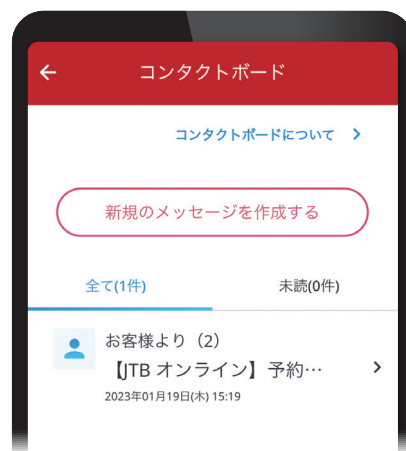 コンタクトボード
コンタクトボードについて
新規のメッセージを作成する
全て(1件) 未読(0件)
お客様より（2）
【JTB オンライン】予約…
2023年01月19日(木) 15:19